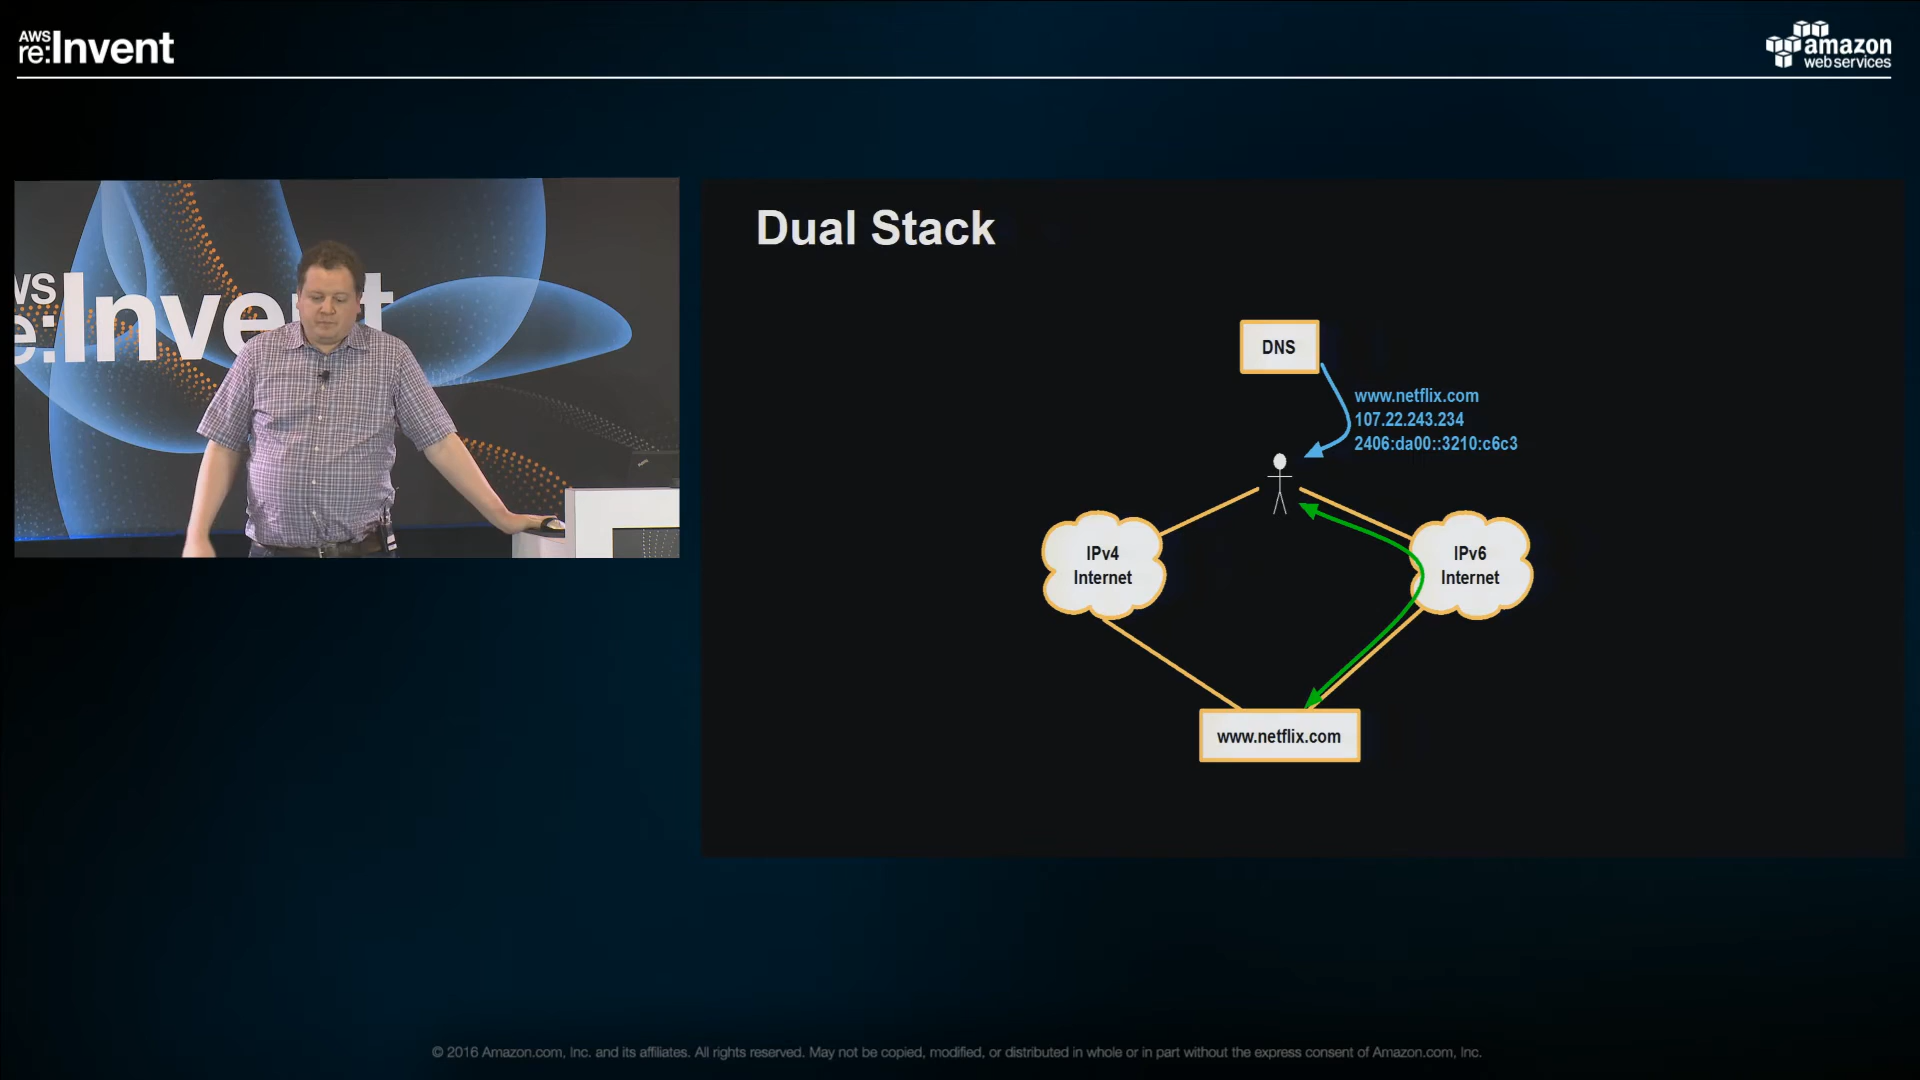 AWS
re:Invent
amazon
web services
AWS
re:Invent
Dual Stack
DNS
www.netflix.com
107.22.243.234
2406:da00::3210:c6c3
IPv4
Internet
IPv6
Internet
www.netflix.com
© 2016 Amazon.com, Inc. and its affiliates. All rights reserved. May not be copied, modified, or distributed in whole or in part without the express consent of Amazon.com, Inc.